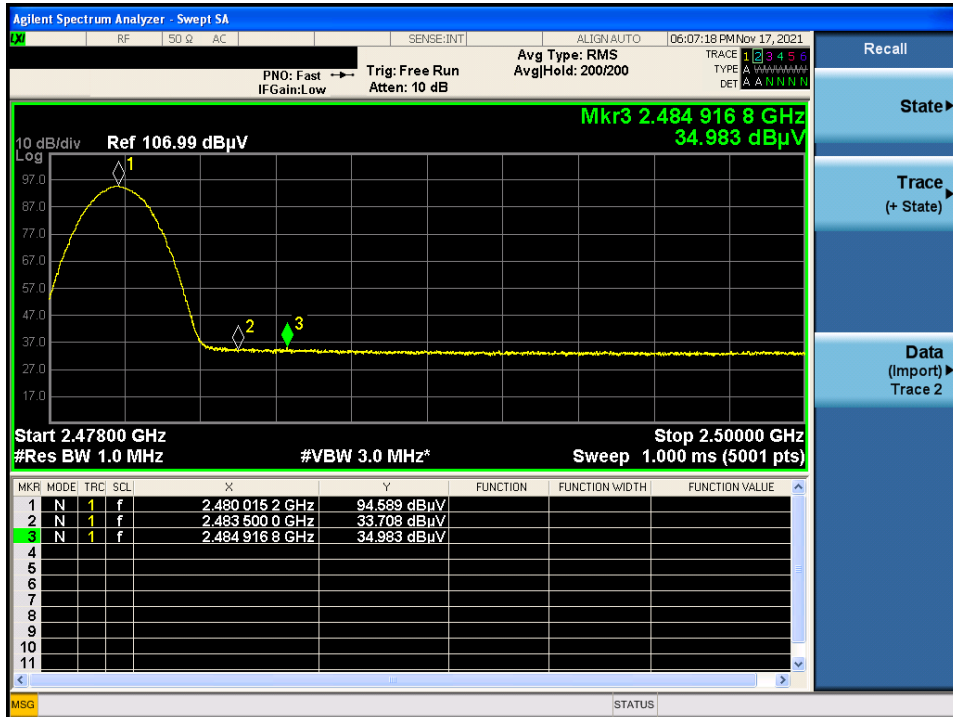 Agilent Spectrum Analyzer - Swept SA
LXI RF 50 Ω AC SENSE:INT ALIGN AUTO 06:07:18 PM Nov 17, 2021
Recall
PNO: Fast
IFGain:Low
Trig: Free Run
Atten: 10 dB
Avg Type: RMS
Avg|Hold: 200/200
TRACE 1 2 3 4 5 6
TYPE A WWWWW
DET A A N N N N
Mkr3 2.484 916 8 GHz
34.983 dBµV
10 dB/div Ref 106.99 dBµV
Log
97.0
87.0
77.0
67.0
57.0
47.0
37.0
27.0
17.0
1
2
3
Start 2.47800 GHz Stop 2.50000 GHz
#Res BW 1.0 MHz #VBW 3.0 MHz* Sweep 1.000 ms (5001 pts)
MKR MODE TRC SCL X Y FUNCTION FUNCTION WIDTH FUNCTION VALUE
1 N 1 f 2.480 015 2 GHz 94.589 dBµV
2 N 1 f 2.483 500 0 GHz 33.708 dBµV
3 N 1 f 2.484 916 8 GHz 34.983 dBµV
4
5
6
7
8
9
10
11
MSG STATUS
State
Trace
(+ State)
Data
(Import)
Trace 2